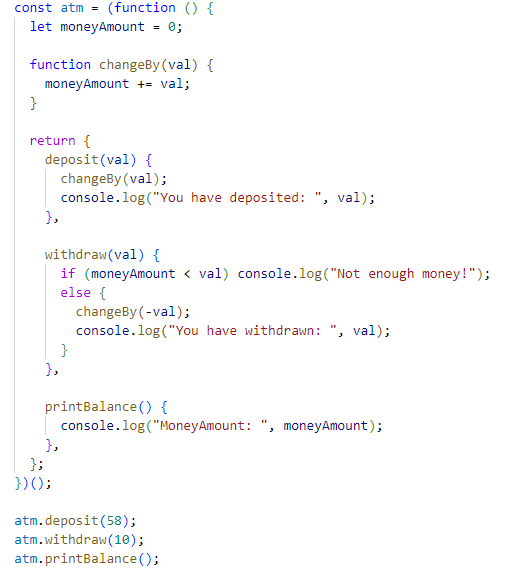 const atm = (function () {
  let moneyAmount = 0;

  function changeBy(val) {
    moneyAmount += val;
  }

  return {
    deposit(val) {
      changeBy(val);
      console.log("You have deposited: ", val);
    },

    withdraw(val) {
      if (moneyAmount < val) console.log("Not enough money!");
      else {
        changeBy(-val);
        console.log("You have withdrawn: ", val);
      }
    },

    printBalance() {
      console.log("MoneyAmount: ", moneyAmount);
    },
  };
})();

atm.deposit(58);
atm.withdraw(10);
atm.printBalance();